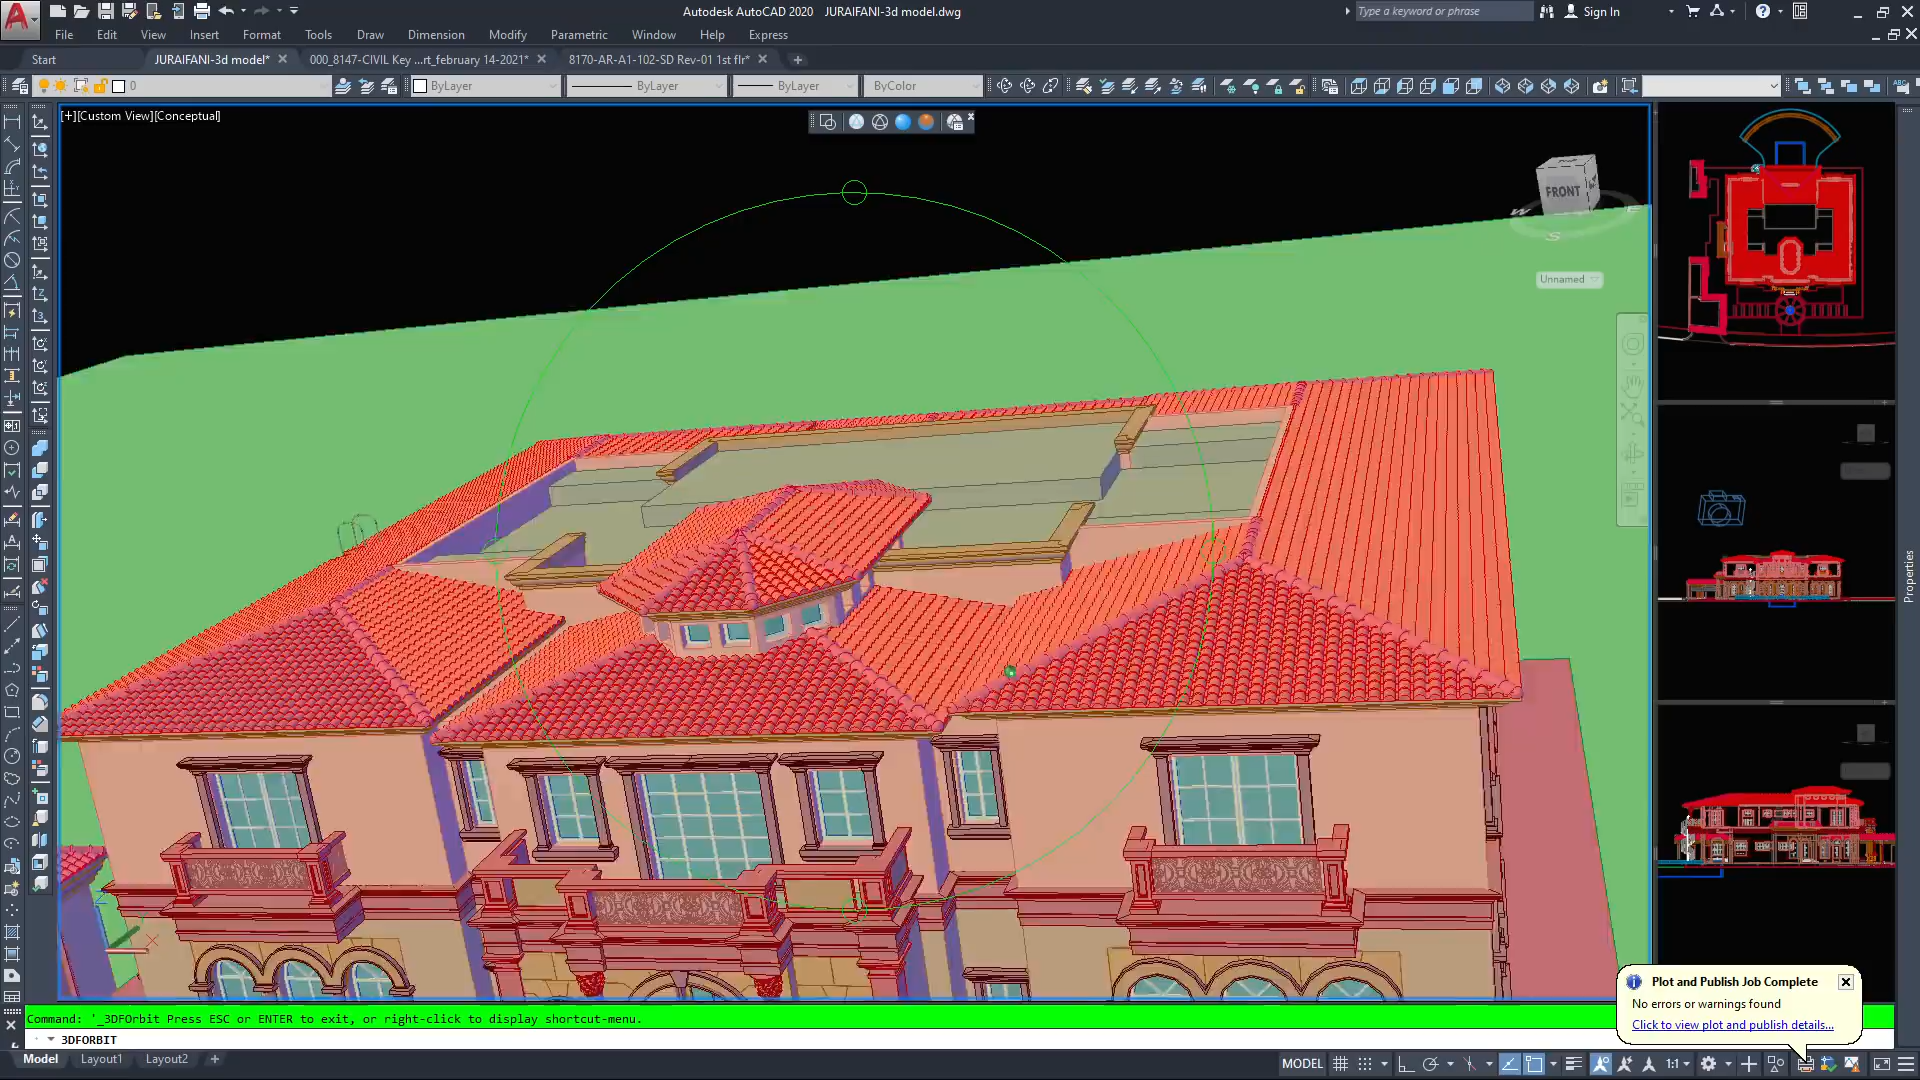 Autodesk AutoCAD 2020 JURAIFANI-3d model.dwg
Type a keyword or phrase
Sign In
File Edit View Insert Format Tools Draw Dimension Modify Parametric Window Help Express
Start
JURAIFANI-3d model*
000_8147-CIVIL Key ...rt_february 14-2021*
8170-AR-A1-102-SD Rev-01 1st flr*
0
ByLayer
ByLayer
ByLayer
ByColor
[+][Custom View][Conceptual]
FRONT
W
S
E
Unnamed
Properties
Plot and Publish Job Complete
No errors or warnings found
Click to view plot and publish details...
Command: '_3DFOrbit Press ESC or ENTER to exit, or right-click to display shortcut-menu.
3DFORBIT
Model Layout1 Layout2
MODEL
1:1